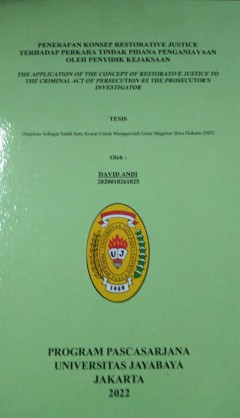 PENERAPAN KONSEP RESTORATIVE JUSTICE
TERHADAP PERKARA TINDAK PIDANA PENGANIAYAAN
OLEH PENYIDIK KEJAKSAAN
THE APPLICATION OF THE CONCEPT OF RESTORATIVE JUSTICE TO
THE CRIMINAL ACT OF PERSECUTION BY THE PROSECUTOR'S
INVESTIGATOR
TESIS
Diajukan Sebagai Salah Satu Syarat Untuk Memperoleh Gelar Magister Ilmu Hukum (MH)
Oleh :
DAVID ANDI
2020010261025
UJ
1958
PROGRAM PASCASARJANA
UNIVERSITAS JAYABAYA
JAKARTA
2022